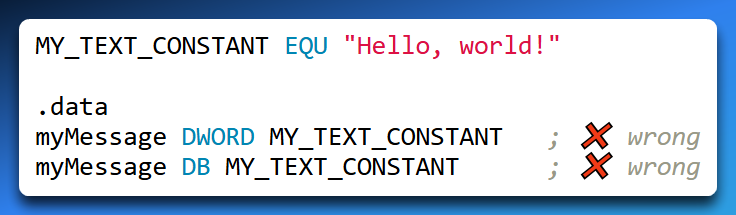 MY_TEXT_CONSTANT EQU "Hello, world!"
.data
myMessage DWORD MY_TEXT_CONSTANT ; ❌ wrong
myMessage DB MY_TEXT_CONSTANT ; ❌ wrong